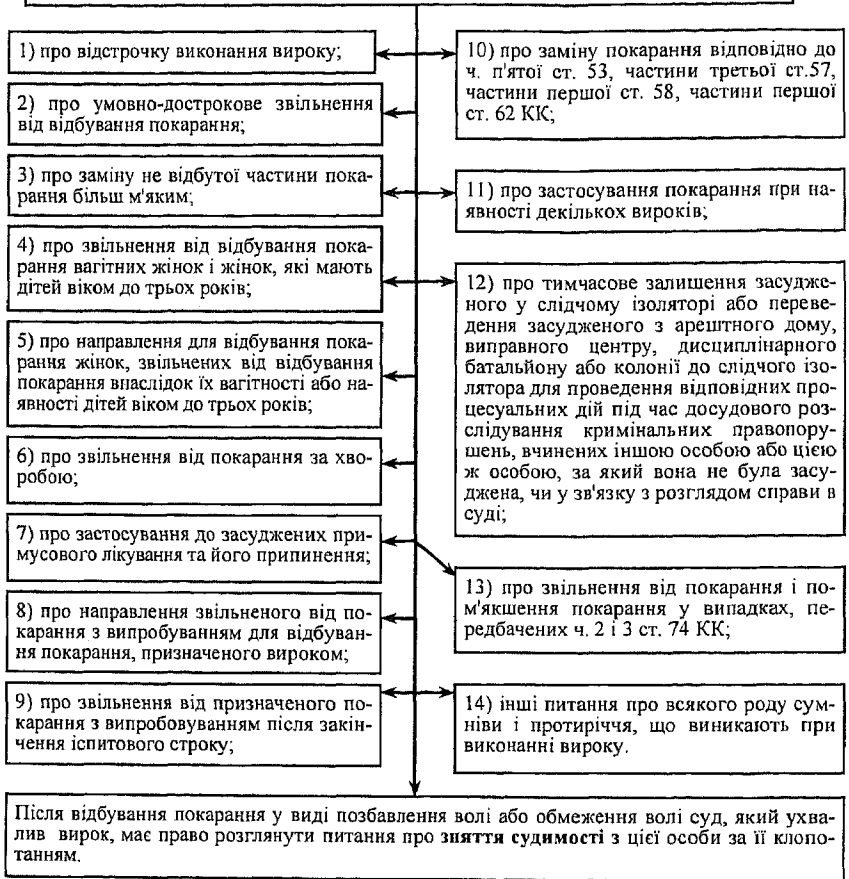 1) про відстрочку виконання вироку;
2) про умовно-дострокове звільнення
від відбування покарання;
3) про заміну не відбутої частини пока-
рання більш м'яким;
4) про звільнення від відбування пока-
рання вагітних жінок і жінок, які мають
дітей віком до трьох років;
5) про направлення для відбування пока-
рання жінок, звільнених від відбування
покарання внаслідок їх вагітності або на-
явності дітей віком до трьох років;
6) про звільнення від покарання за хво-
робою;
7) про застосування до засуджених при-
мусового лікування та його припинення;
8) про направлення звільненого від по-
карання з випробуванням для відбуван-
ня покарання, призначеного вироком;
9) про звільнення від призначеного по-
карання з випробовуванням після закін-
чення іспитового строку;
10) про заміну покарання відповідно до
ч. п'ятої ст. 53, частини третьої ст.57,
частини першої ст. 58, частини першої
ст. 62 КК;
11) про застосування покарання при на-
явності декількох вироків;
12) про тимчасове залишення засудже-
ного у слідчому ізоляторі або переве-
дення засудженого з арештного дому,
виправного центру, дисциплінарного
батальйону або колонії до слідчого ізо-
лятора для проведення відповідних про-
цесуальних дій під час досудового роз-
слідування кримінальних правопору-
шень, вчинених іншою особою або цією
ж особою, за який вона не була засу-
джена, чи у зв'язку з розглядом справи в
суді;
13) про звільнення від покарання і по-
м'якшення покарання у випадках, пе-
редбачених ч. 2 і 3 ст. 74 КК;
14) інші питання про всякого роду сум-
ніви і протиріччя, що виникають при
виконанні вироку.
Після відбування покарання у виді позбавлення волі або обмеження волі суд, який ухва-
лив вирок, має право розглянути питання про зняття судимості з цієї особи за її клопо-
танням.